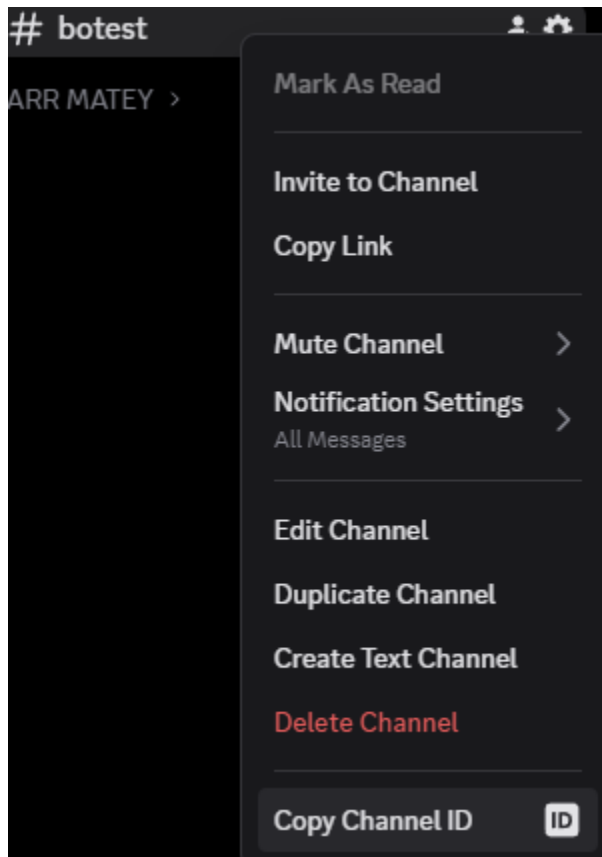 # botest
ARR MATEY >
Mark As Read
Invite to Channel
Copy Link
Mute Channel
Notification Settings
All Messages
Edit Channel
Duplicate Channel
Create Text Channel
Delete Channel
Copy Channel ID ID